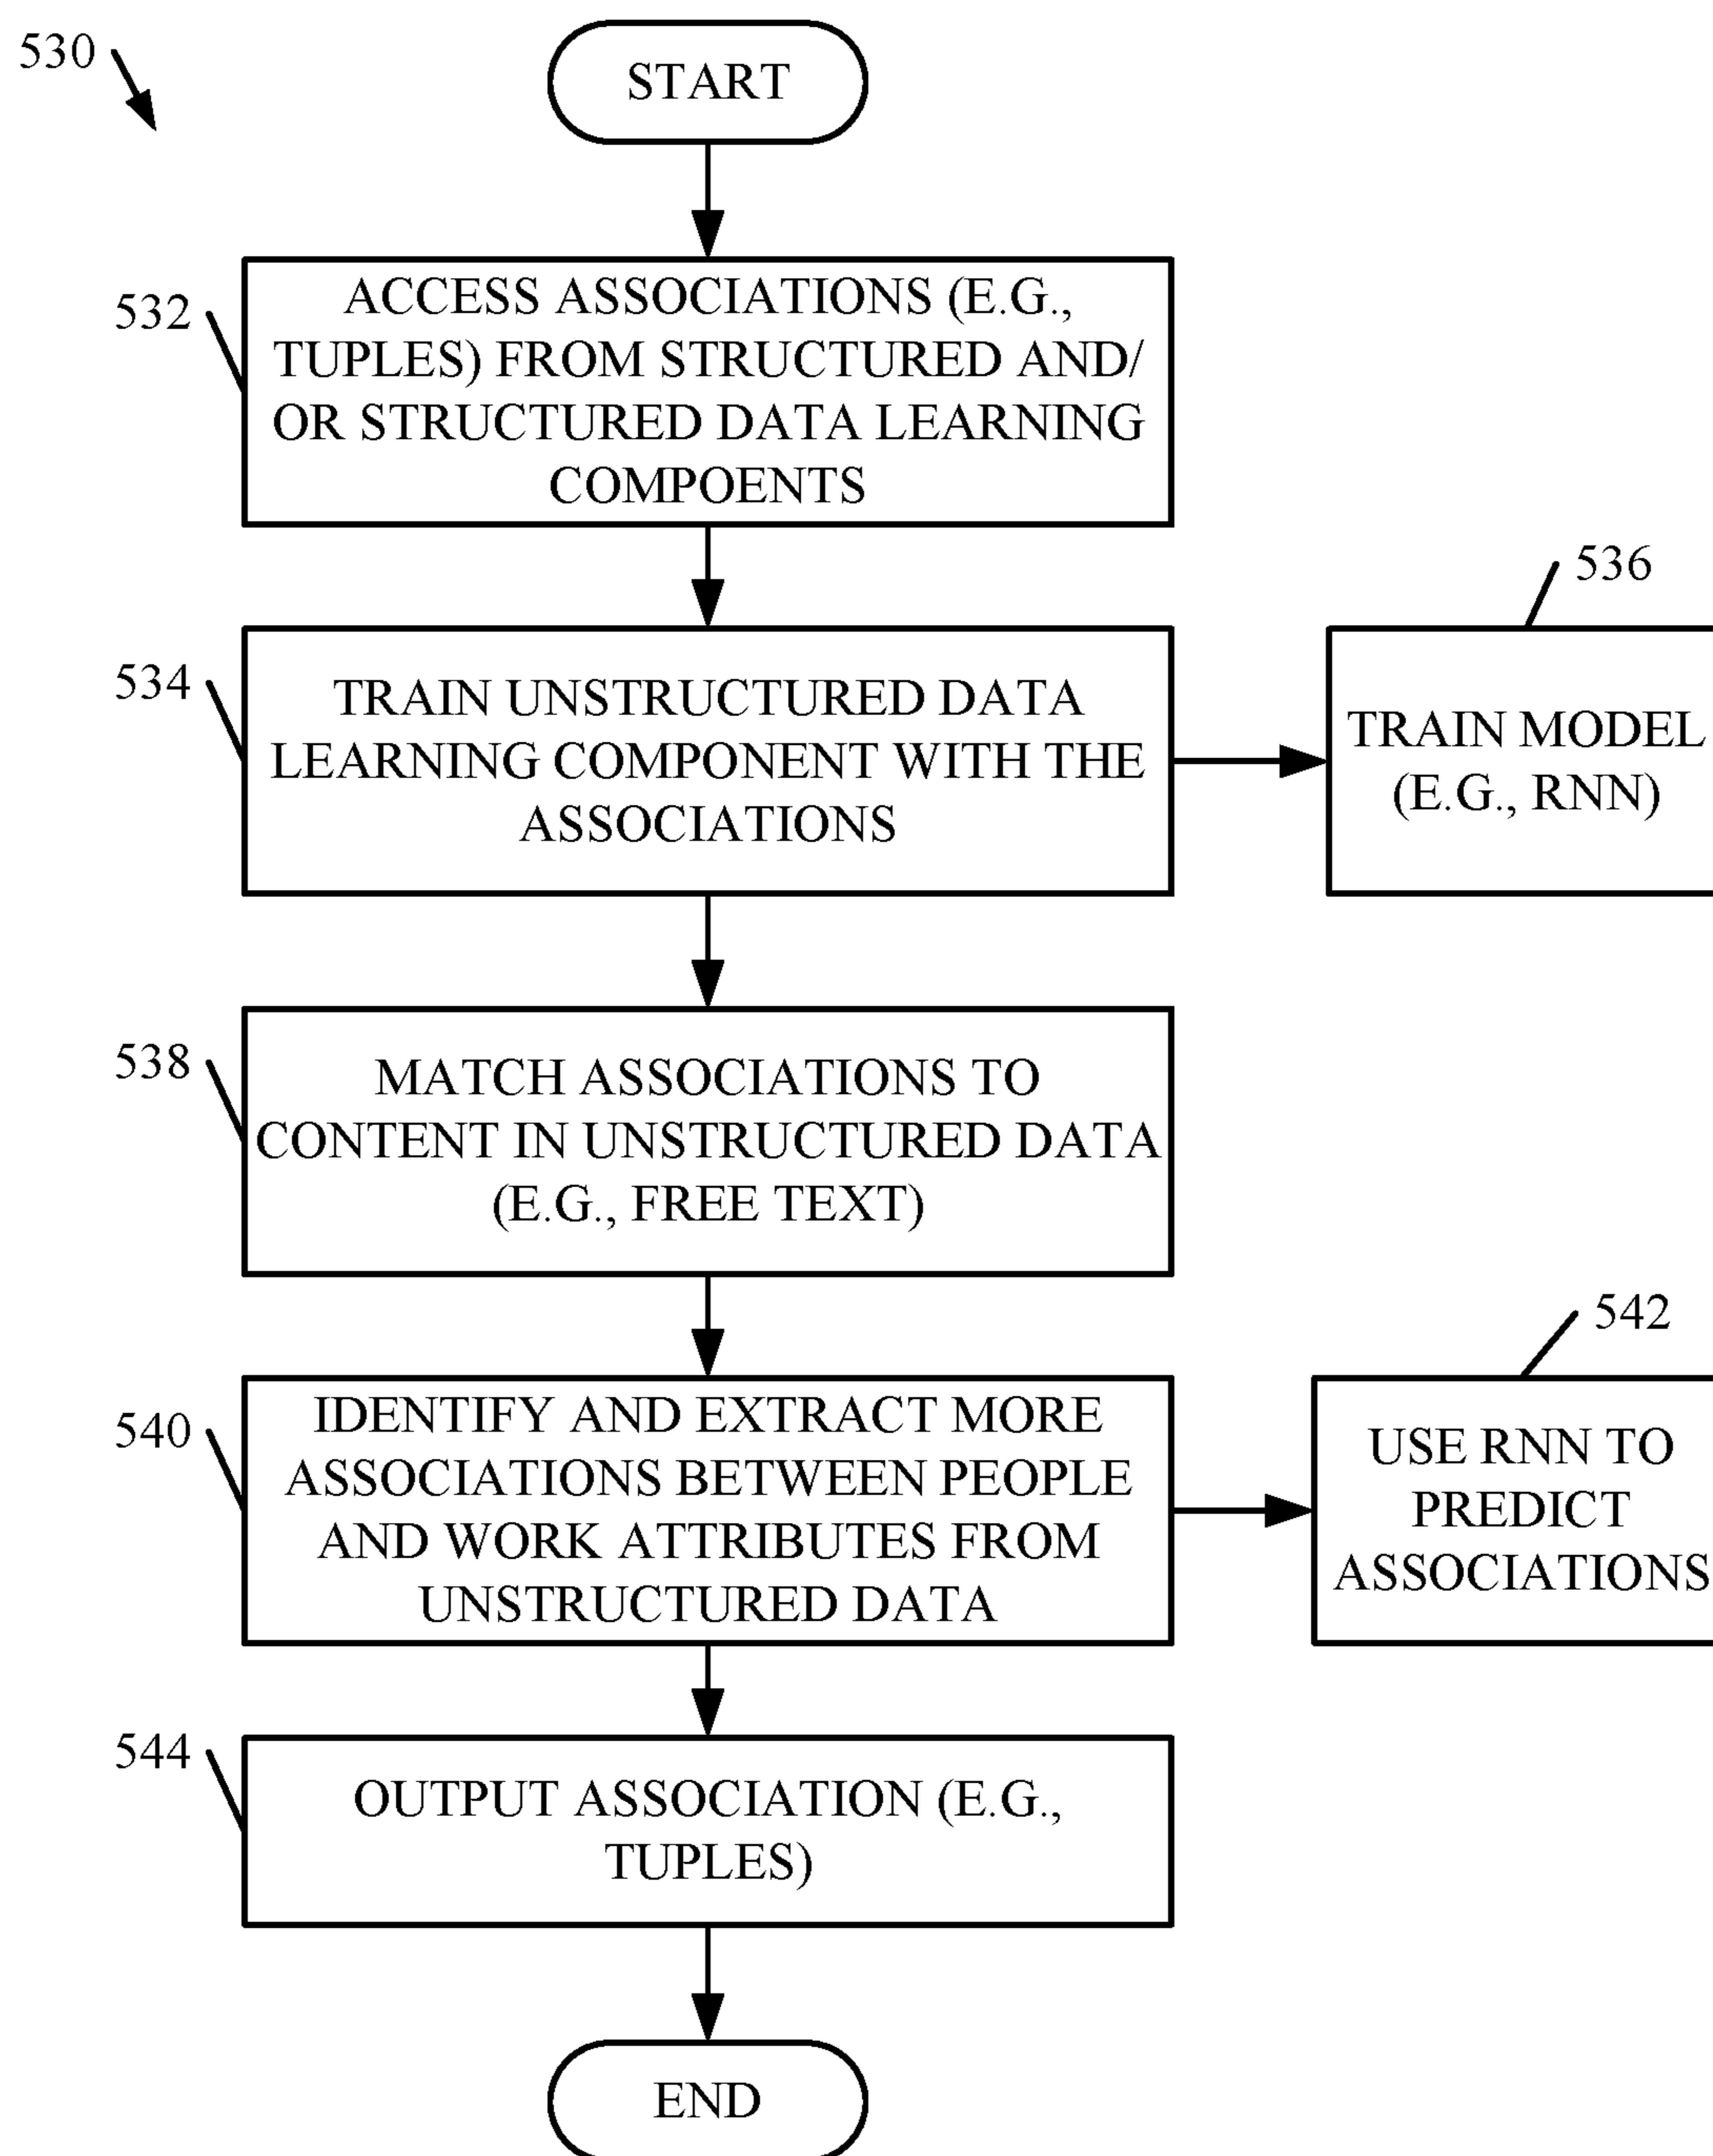 530
START
532
ACCESS ASSOCIATIONS (E.G.,
TUPLES) FROM STRUCTURED AND/
OR STRUCTURED DATA LEARNING
COMPOENTS
534
TRAIN UNSTRUCTURED DATA
LEARNING COMPONENT WITH THE
ASSOCIATIONS
536
TRAIN MODEL
(E.G., RNN)
538
MATCH ASSOCIATIONS TO
CONTENT IN UNSTRUCTURED DATA
(E.G., FREE TEXT)
540
IDENTIFY AND EXTRACT MORE
ASSOCIATIONS BETWEEN PEOPLE
AND WORK ATTRIBUTES FROM
UNSTRUCTURED DATA
542
USE RNN TO
PREDICT
ASSOCIATIONS
544
OUTPUT ASSOCIATION (E.G.,
TUPLES)
END